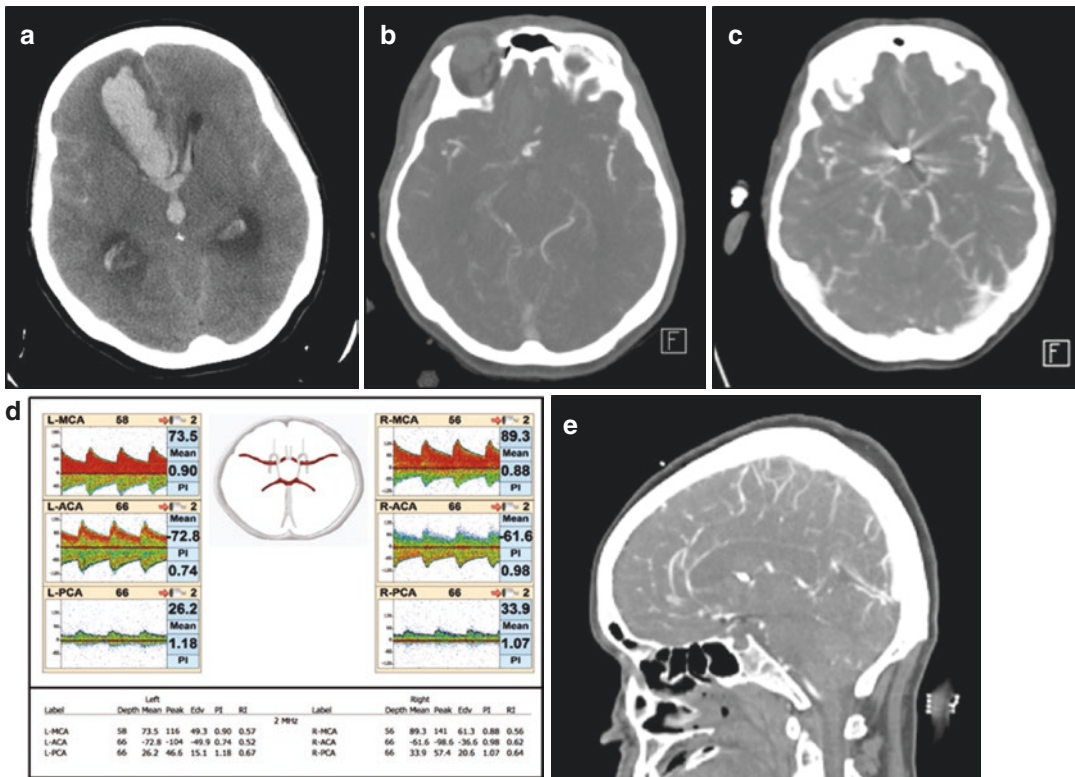 a
b
c
F
F
d
L-MCA 58 2
73.5
Mean
0.90
PI
R-MCA 56 2
89.3
Mean
0.88
PI
L-ACA 66 2
Mean
-72.8
PI
0.74
R-ACA 66 2
Mean
-61.6
PI
0.98
L-PCA 66 2
26.2
Mean
1.18
PI
R-PCA 66 2
33.9
Mean
1.07
PI
Left Right
Label Depth Mean Peak Edv PI RI Label Depth Mean Peak Edv PI RI
2 MHz
L-MCA 58 73.5 116 49.3 0.90 0.57 R-MCA 56 89.3 141 61.3 0.88 0.56
L-ACA 66 -72.8 -104 -49.9 0.74 0.52 R-ACA 66 -61.6 -98.6 -36.6 0.98 0.62
L-PCA 66 26.2 46.6 15.1 1.18 0.67 R-PCA 66 33.9 57.4 20.6 1.07 0.64
e